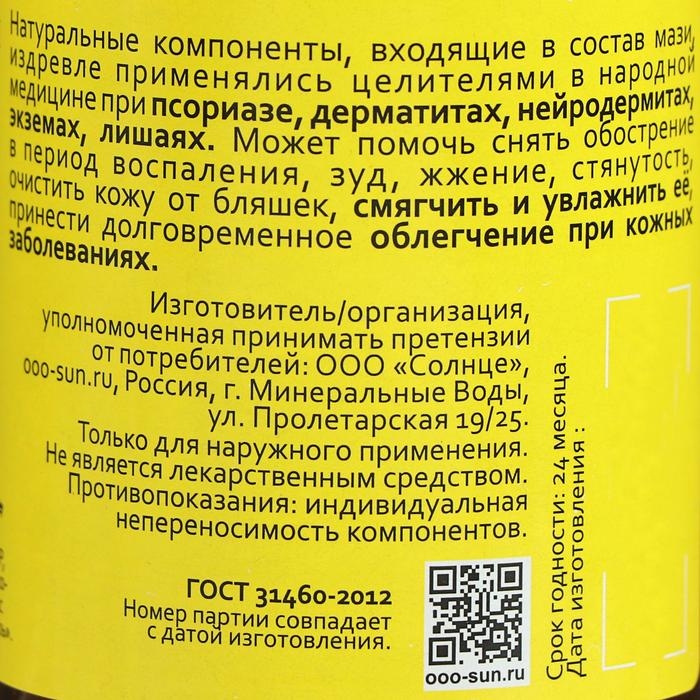 Натуральные компоненты, входящие в состав мази,
издревле применялись целителями в народной
медицине при псориазе, дерматитах, нейродермитах,
экземах, лишаях. Может помочь снять обострение
в период воспаления, зуд, жжение, стянутость,
очистить кожу от бляшек, смягчить и увлажнить её,
принести долговременное облегчение при кожных
заболеваниях.
Изготовитель/организация,
уполномоченная принимать претензии
от потребителей: ООО «Солнце»,
ooo-sun.ru, Россия, г. Минеральные Воды,
ул. Пролетарская 19/25.
Только для наружного применения.
Не является лекарственным средством.
Противопоказания: индивидуальная
непереносимость компонентов.
ГОСТ 31460-2012
Номер партии совпадает
с датой изготовления.
ooo-sun.ru
Срок годности: 24 месяца.
Дата изготовления :